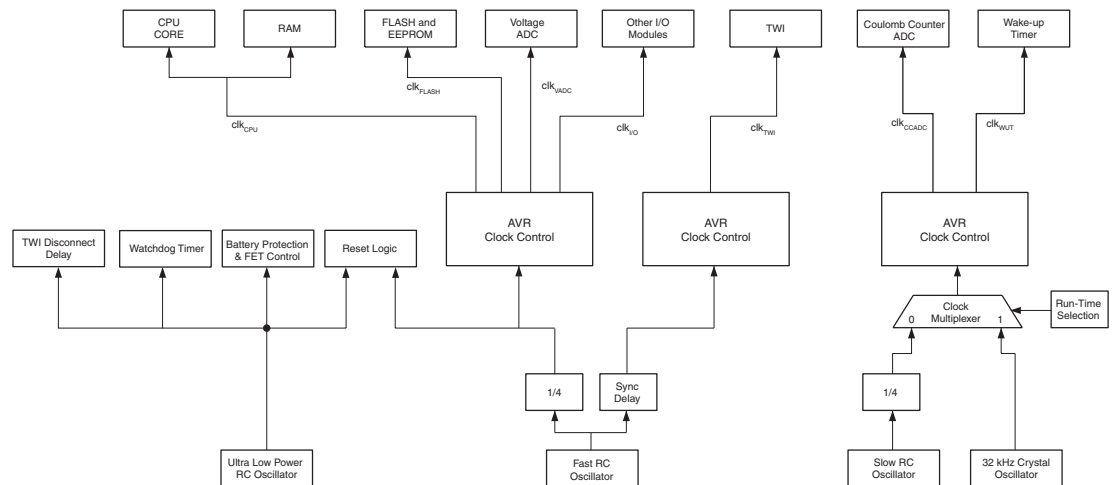 CPU
CORE
RAM
FLASH and
EEPROM
Voltage
ADC
Other I/O
Modules
TWI
Coulomb Counter
ADC
Wake-up
Timer
clkCPU
clkFLASH
clkVADC
clkI/O
clkTWI
clkCCADC
clkWUT
AVR
Clock Control
AVR
Clock Control
AVR
Clock Control
TWI Disconnect
Delay
Watchdog Timer
Battery Protection
& FET Control
Reset Logic
Clock
Multiplexer
0
1
Run-Time
Selection
1/4
Sync
Delay
1/4
Ultra Low Power
RC Oscillator
Fast RC
Oscillator
Slow RC
Oscillator
32 kHz Crystal
Oscillator